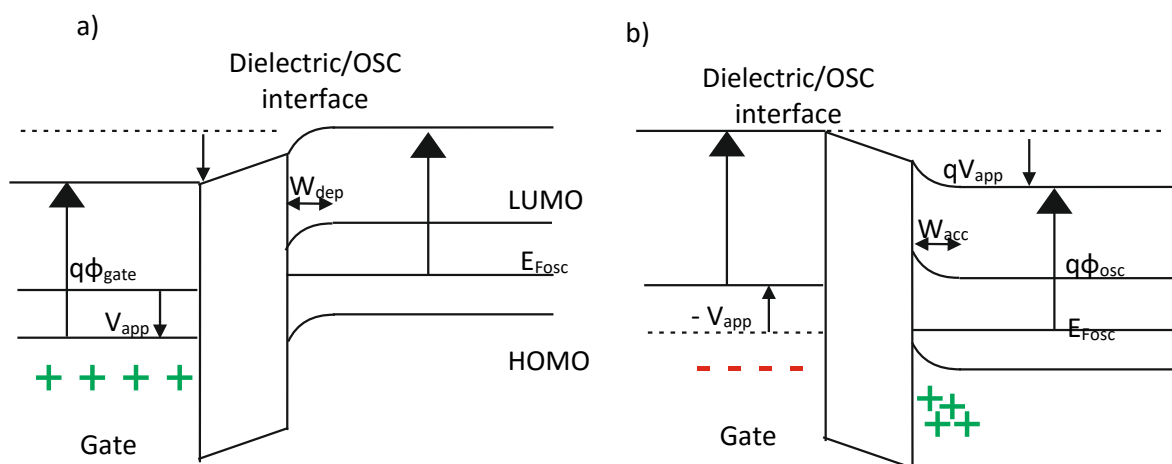 a)
Dielectric/OSC
interface
W_dep
LUMO
qϕ_gate
E_Fosc
V_app
HOMO
+ + + +
Gate
b)
Dielectric/OSC
interface
qV_app
W_acc
qϕ_osc
- V_app
E_Fosc
- - - -
+ + + +
Gate